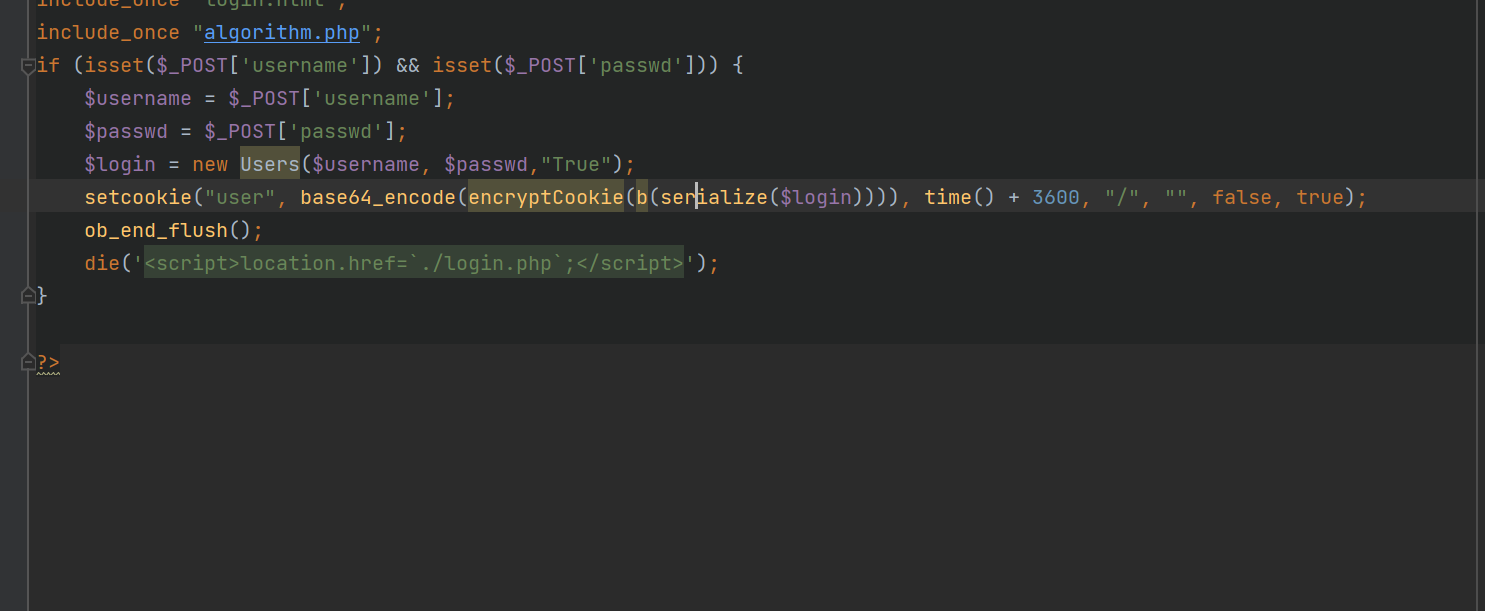 include_once "login.html";
include_once "algorithm.php";
if (isset($_POST['username']) && isset($_POST['passwd'])) {
$username = $_POST['username'];
$passwd = $_POST['passwd'];
$login = new Users($username, $passwd,"True");
setcookie("user", base64_encode(encryptCookie(b(serialize($login)))), time() + 3600, "/", "", false, true);
ob_end_flush();
die('<script>location.href=`./login.php`;</script>');
}
?>